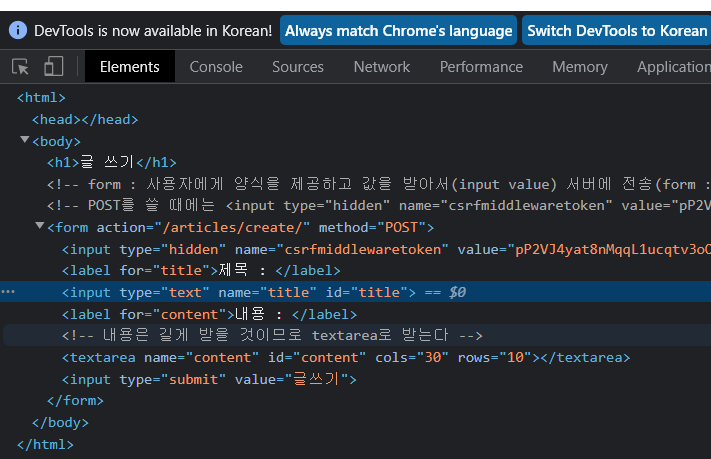 DevTools is now available in Korean! Always match Chrome's language Switch DevTools to Korean
Elements Console Sources Network Performance Memory Application
<html>
<head></head>
<body>
<h1>글 쓰기</h1>
<!-- form : 사용자에게 양식을 제공하고 값을 받아서(input value) 서버에 전송(form :
<!-- POST를 쓸 때에는 <input type="hidden" name="csrfmiddlewaretoken" value="pP2V
<form action="/articles/create/" method="POST">
<input type="hidden" name="csrfmiddlewaretoken" value="pP2VJ4yat8nMqqL1ucqtv3oO
<label for="title">제목 : </label>
<input type="text" name="title" id="title"> == $0
<label for="content">내용 : </label>
<!-- 내용은 길게 받을 것이므로 textarea로 받는다 -->
<textarea name="content" id="content" cols="30" rows="10"></textarea>
<input type="submit" value="글쓰기">
</form>
</body>
</html>